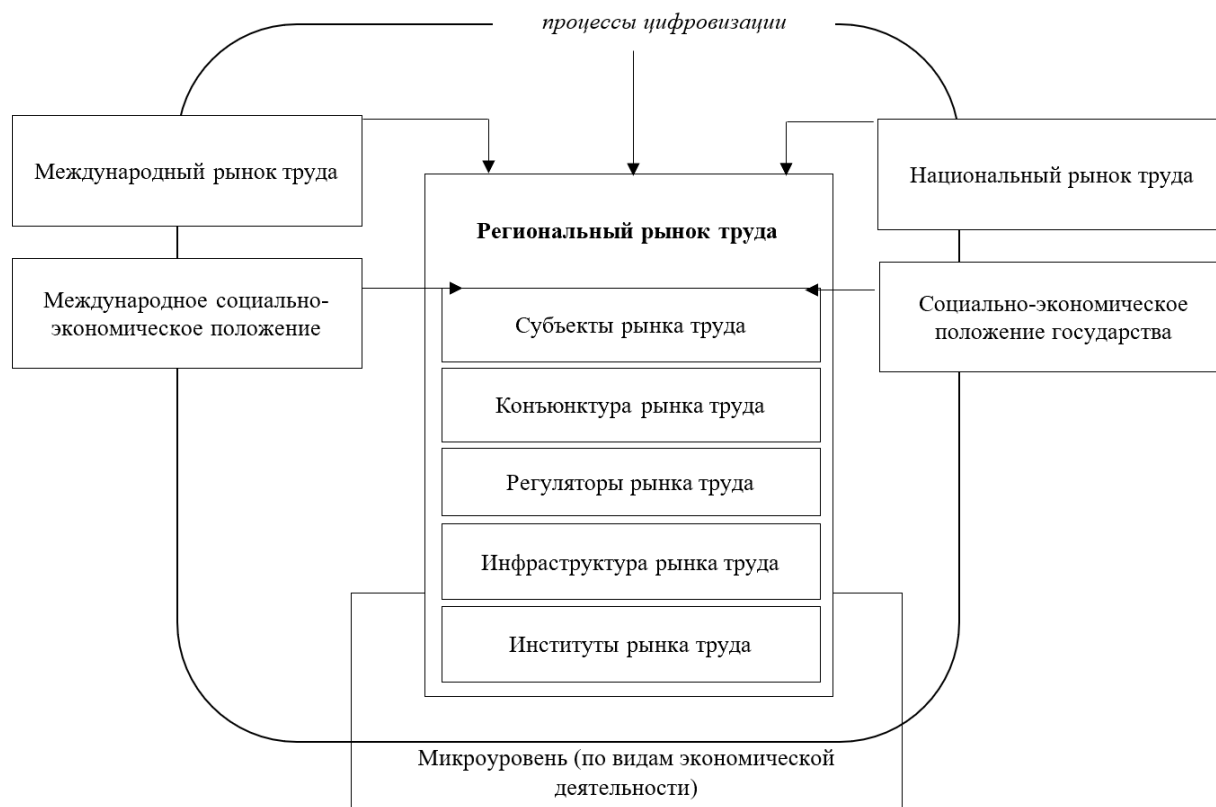 процессы цифровизации
Международный рынок труда
Национальный рынок труда
Региональный рынок труда
Международное социально-
экономическое положение
Социально-экономическое
положение государства
Субъекты рынка труда
Конъюнктура рынка труда
Регуляторы рынка труда
Инфраструктура рынка труда
Институты рынка труда
Микроуровень (по видам экономической
деятельности)